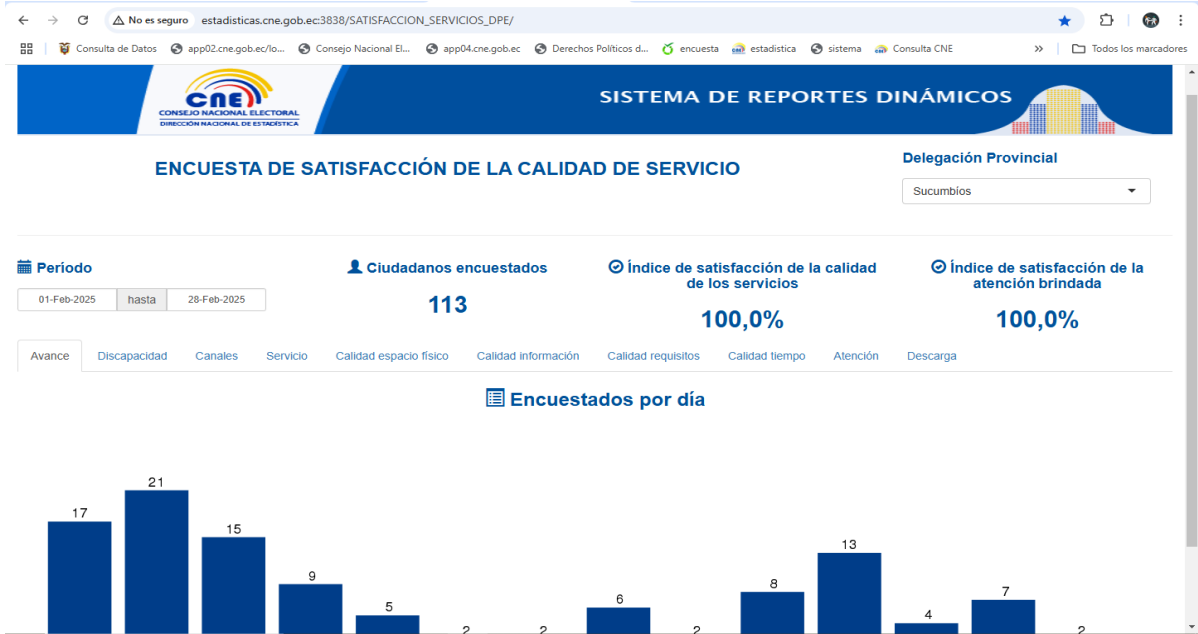 No es seguro estadisticas.cne.gob.ec:3838/SATISFACCION_SERVICIOS_DPE/
Consulta de Datos app02.cne.gob.ec/lo... Consejo Nacional El... app04.cne.gob.ec Derechos Políticos d... encuesta estadistica sistema Consulta CNE » Todos los marcadores
cne
CONSEJO NACIONAL ELECTORAL
DIRECCIÓN NACIONAL DE ESTADÍSTICA
SISTEMA DE REPORTES DINÁMICOS
ENCUESTA DE SATISFACCIÓN DE LA CALIDAD DE SERVICIO
Delegación Provincial
Sucumbíos
Período
01-Feb-2025 hasta 28-Feb-2025
Ciudadanos encuestados
113
Índice de satisfacción de la calidad
de los servicios
100,0%
Índice de satisfacción de la
atención brindada
100,0%
Avance Discapacidad Canales Servicio Calidad espacio físico Calidad información Calidad requisitos Calidad tiempo Atención Descarga
Encuestados por día
17 21 15 9 5 2 2 6 2 8 13 4 7 2